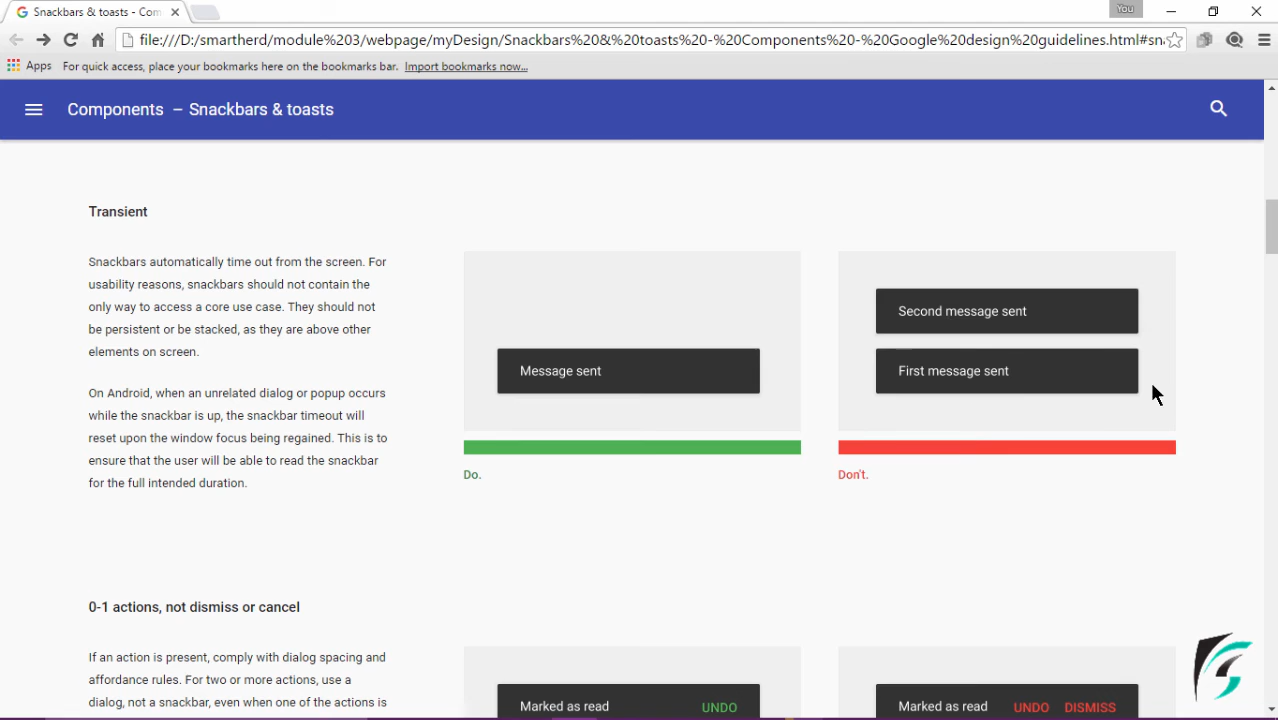 Snackbars & toasts - Com
You
file:///D:/smartherd/module%203/webpage/myDesign/Snackbars%20&%20toasts%20-%20Components%20-%20Google%20design%20guidelines.html#sn
Apps For quick access, place your bookmarks here on the bookmarks bar. Import bookmarks now...
Components – Snackbars & toasts
Transient
Snackbars automatically time out from the screen. For
usability reasons, snackbars should not contain the
only way to access a core use case. They should not
be persistent or be stacked, as they are above other
elements on screen.
On Android, when an unrelated dialog or popup occurs
while the snackbar is up, the snackbar timeout will
reset upon the window focus being regained. This is to
ensure that the user will be able to read the snackbar
for the full intended duration.
Message sent
Do.
Second message sent
First message sent
Don't.
0-1 actions, not dismiss or cancel
If an action is present, comply with dialog spacing and
affordance rules. For two or more actions, use a
dialog, not a snackbar, even when one of the actions is
Marked as read UNDO
Marked as read UNDO DISMISS